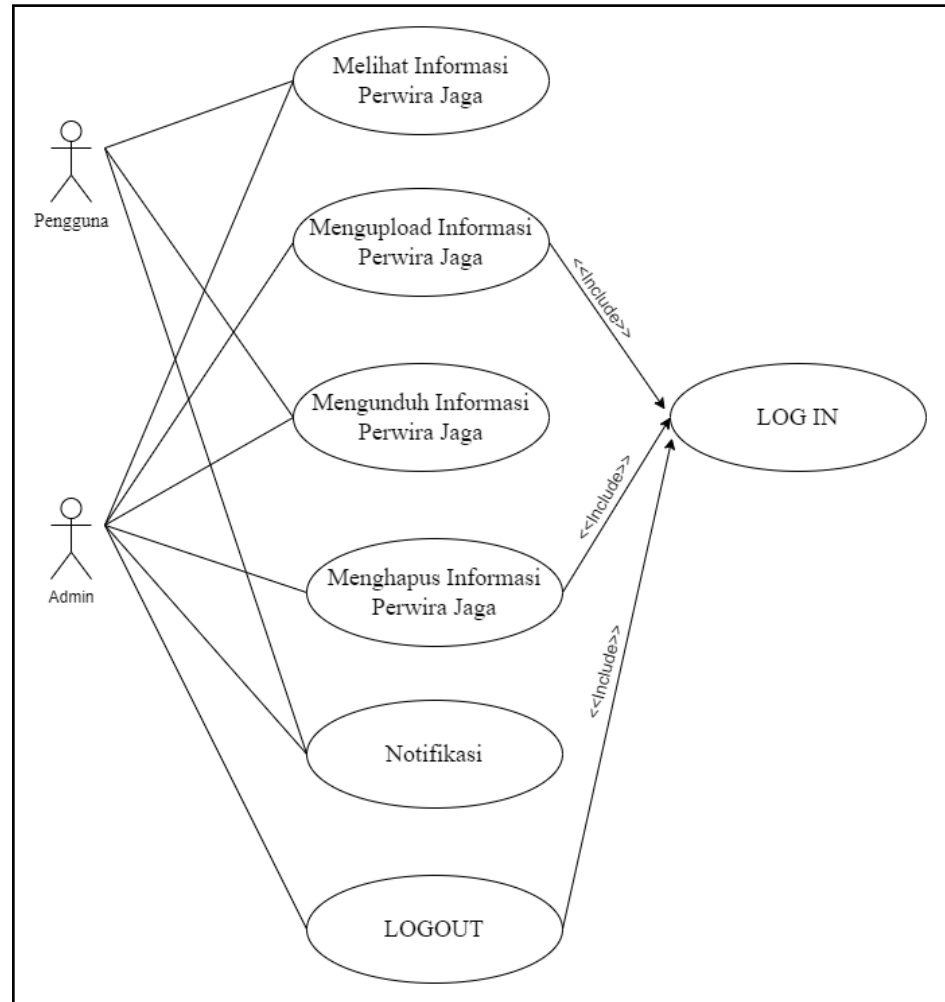 Melihat Informasi
Perwira Jaga
Pengguna
Mengupload Informasi
Perwira Jaga
<<Include>>
Mengunduh Informasi
Perwira Jaga
LOG IN
<<Include>>
Admin
Menghapus Informasi
Perwira Jaga
<<Include>>
Notifikasi
LOGOUT